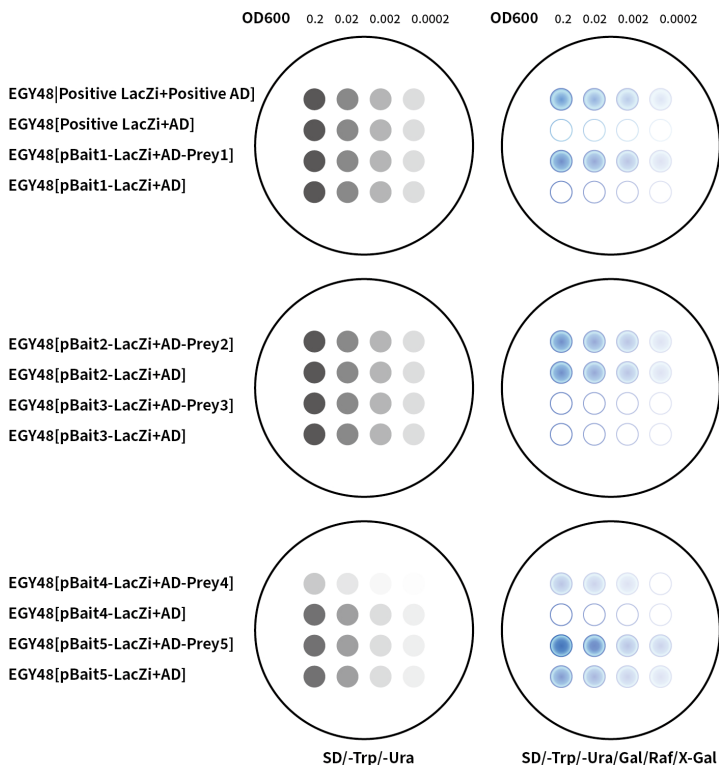 OD600 0.2 0.02 0.002 0.0002 OD600 0.2 0.02 0.002 0.0002
EGY48|Positive LacZi+Positive AD]
EGY48[Positive LacZi+AD]
EGY48[pBait1-LacZi+AD-Prey1]
EGY48[pBait1-LacZi+AD]
EGY48[pBait2-LacZi+AD-Prey2]
EGY48[pBait2-LacZi+AD]
EGY48[pBait3-LacZi+AD-Prey3]
EGY48[pBait3-LacZi+AD]
EGY48[pBait4-LacZi+AD-Prey4]
EGY48[pBait4-LacZi+AD]
EGY48[pBait5-LacZi+AD-Prey5]
EGY48[pBait5-LacZi+AD]
SD/-Trp/-Ura SD/-Trp/-Ura/Gal/Raf/X-Gal